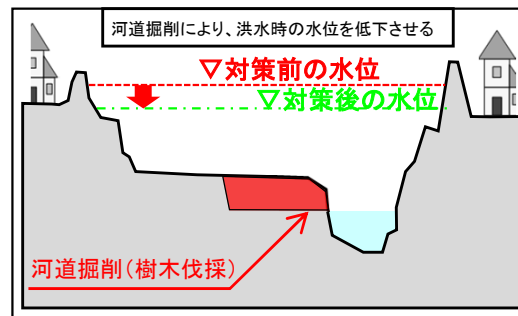 河道掘削により、洪水時の水位を低下させる
▽対策前の水位
▽対策後の水位
河道掘削(樹木伐採)